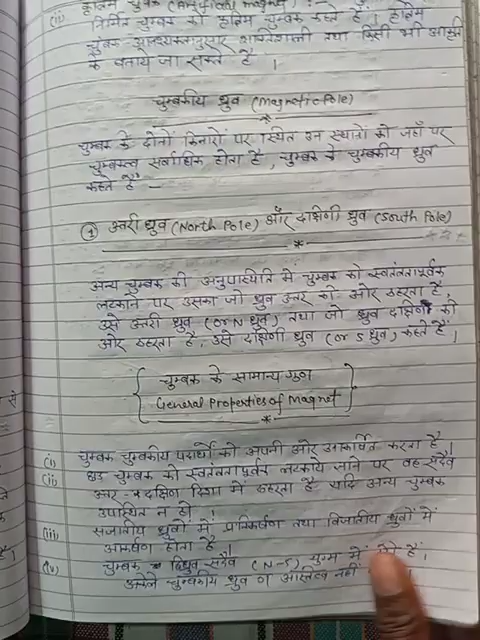 कृत्रिम चुम्बक (Artificial magnet) :-
(ii) निर्मित चुम्बक को कृत्रिम चुम्बक कहते हैं। कृत्रिम
चुंबक आवश्यकतानुसार शक्तिशाली तथा किसी भी आकृति
के बनाये जा सकते हैं ।
चुम्बकीय ध्रुव (Magnetic Pole)
चुम्बक के दोनों किनारों पर स्थित उन स्थानों को जहाँ पर
चुम्बकत्व सर्वाधिक होता है, चुम्बक के चुम्बकीय ध्रुव
कहते हैं —
① उत्तरी ध्रुव (North Pole) और दक्षिणी ध्रुव (South Pole)
अन्य चुम्बक की अनुपस्थिति में चुम्बक को स्वतंत्रतापूर्वक
लटकाने पर उसका जो ध्रुव उत्तर की ओर ठहरता है,
उसे उत्तरी ध्रुव (or N ध्रुव) तथा जो ध्रुव दक्षिण की
ओर ठहरता है, उसे दक्षिणी ध्रुव (or S ध्रुव) कहते हैं ।
चुम्बक के सामान्य गुण
General Properties of Magnet
(i) चुम्बक चुम्बकीय पदार्थों को अपनी ओर आकर्षित करता है।
(ii) छड़ चुम्बक को स्वतंत्रतापूर्वक लटकाये जाने पर वह सदैव
उत्तर - दक्षिण दिशा में ठहरता है यदि अन्य चुम्बक
उपस्थित न हो ।
(iii) सजातीय ध्रुवों में प्रतिकर्षण तथा विजातीय ध्रुवों में
आकर्षण होता है
(iv) चुम्बक ध्रुव सदैव (N-S) युग्म में हैं।
अकेले चुम्बकीय ध्रुव का अस्तित्व नहीं